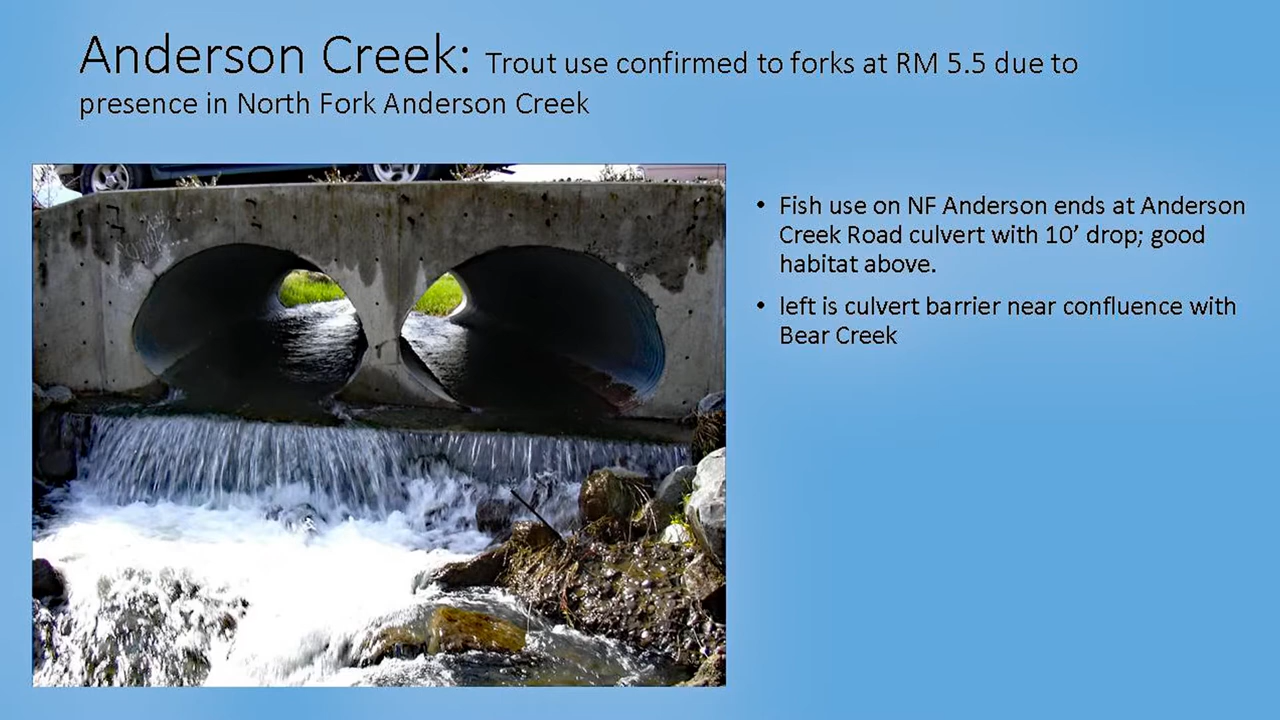 Anderson Creek: Trout use confirmed to forks at RM 5.5 due to
presence in North Fork Anderson Creek
• Fish use on NF Anderson ends at Anderson
Creek Road culvert with 10’ drop; good
habitat above.
• left is culvert barrier near confluence with
Bear Creek